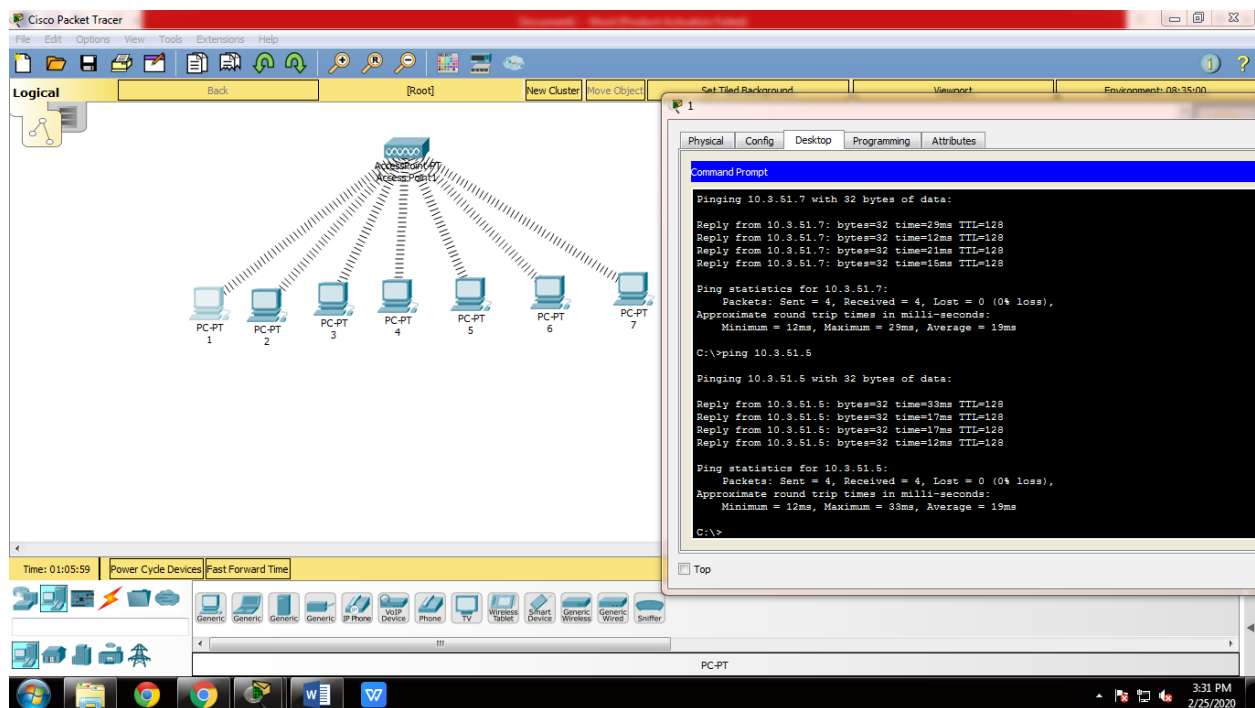 Cisco Packet Tracer
Document1 - Word (Product Activation Failed)
File Edit Options View Tools Extensions Help
Logical
Back
[Root]
New Cluster
Move Object
Set Tiled Background
Viewport
Environment: 08:35:00
AccessPoint-PT
Access Point1
PC-PT
1
PC-PT
2
PC-PT
3
PC-PT
4
PC-PT
5
PC-PT
6
PC-PT
7
1
Physical Config Desktop Programming Attributes
Command Prompt
Pinging 10.3.51.7 with 32 bytes of data:
Reply from 10.3.51.7: bytes=32 time=29ms TTL=128
Reply from 10.3.51.7: bytes=32 time=12ms TTL=128
Reply from 10.3.51.7: bytes=32 time=21ms TTL=128
Reply from 10.3.51.7: bytes=32 time=15ms TTL=128
Ping statistics for 10.3.51.7:
Packets: Sent = 4, Received = 4, Lost = 0 (0% loss),
Approximate round trip times in milli-seconds:
Minimum = 12ms, Maximum = 29ms, Average = 19ms
C:\>ping 10.3.51.5
Pinging 10.3.51.5 with 32 bytes of data:
Reply from 10.3.51.5: bytes=32 time=33ms TTL=128
Reply from 10.3.51.5: bytes=32 time=17ms TTL=128
Reply from 10.3.51.5: bytes=32 time=17ms TTL=128
Reply from 10.3.51.5: bytes=32 time=12ms TTL=128
Ping statistics for 10.3.51.5:
Packets: Sent = 4, Received = 4, Lost = 0 (0% loss),
Approximate round trip times in milli-seconds:
Minimum = 12ms, Maximum = 33ms, Average = 19ms
C:\>
Top
Time: 01:05:59
Power Cycle Devices
Fast Forward Time
Generic
Generic
Generic
Generic
IP Phone
VoIP Device
Phone
TV
Wireless Tablet
Smart Device
Generic Wireless
Generic Wired
Sniffer
PC-PT
3:31 PM
2/25/2020